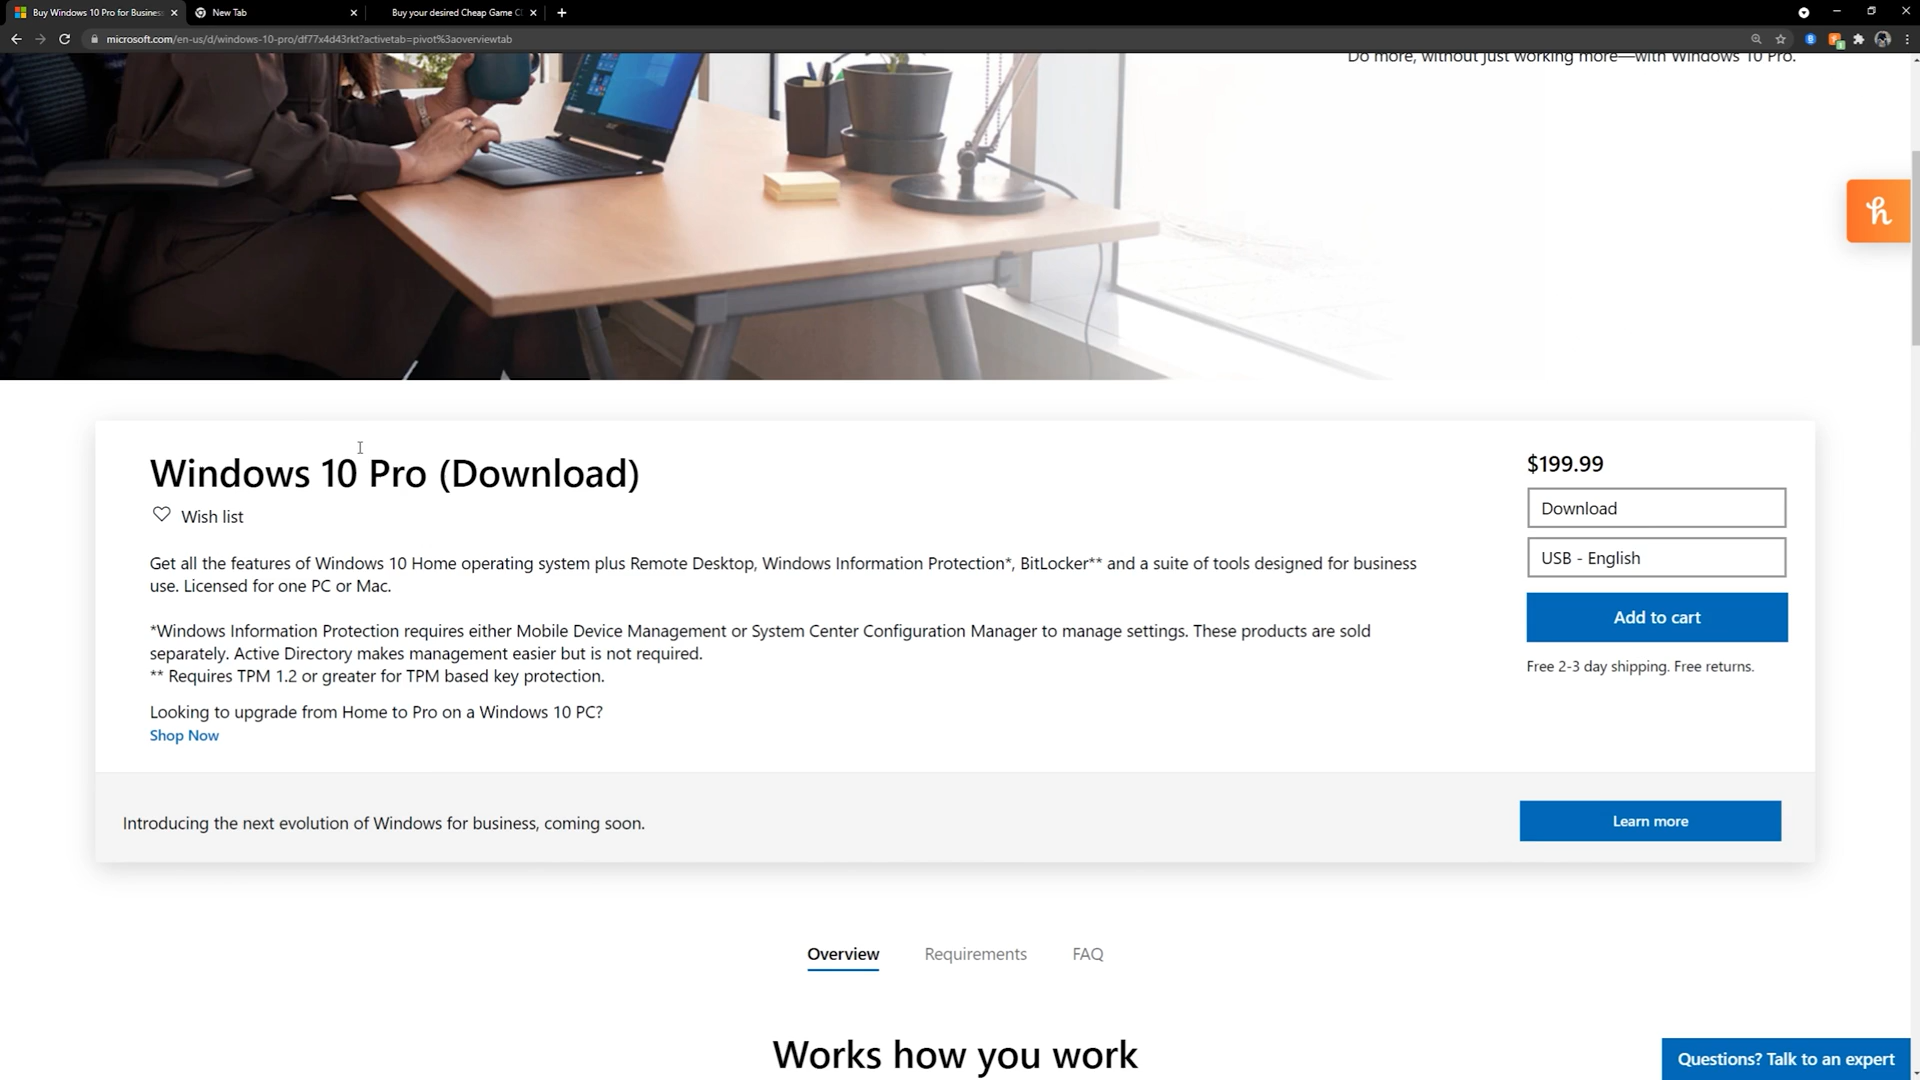 Buy Windows 10 Pro for Business
New Tab
Buy your desired Cheap Game C
microsoft.com/en-us/d/windows-10-pro/df77x4d43rkt?activetab=pivot%3aoverviewtab
Do more, without just working more—with Windows 10 Pro.
h
Windows 10 Pro (Download)
Wish list
Get all the features of Windows 10 Home operating system plus Remote Desktop, Windows Information Protection*, BitLocker** and a suite of tools designed for business
use. Licensed for one PC or Mac.
*Windows Information Protection requires either Mobile Device Management or System Center Configuration Manager to manage settings. These products are sold
separately. Active Directory makes management easier but is not required.
** Requires TPM 1.2 or greater for TPM based key protection.
Looking to upgrade from Home to Pro on a Windows 10 PC?
Shop Now
$199.99
Download
USB - English
Add to cart
Free 2-3 day shipping. Free returns.
Introducing the next evolution of Windows for business, coming soon.
Learn more
Overview
Requirements
FAQ
Works how you work
Questions? Talk to an expert